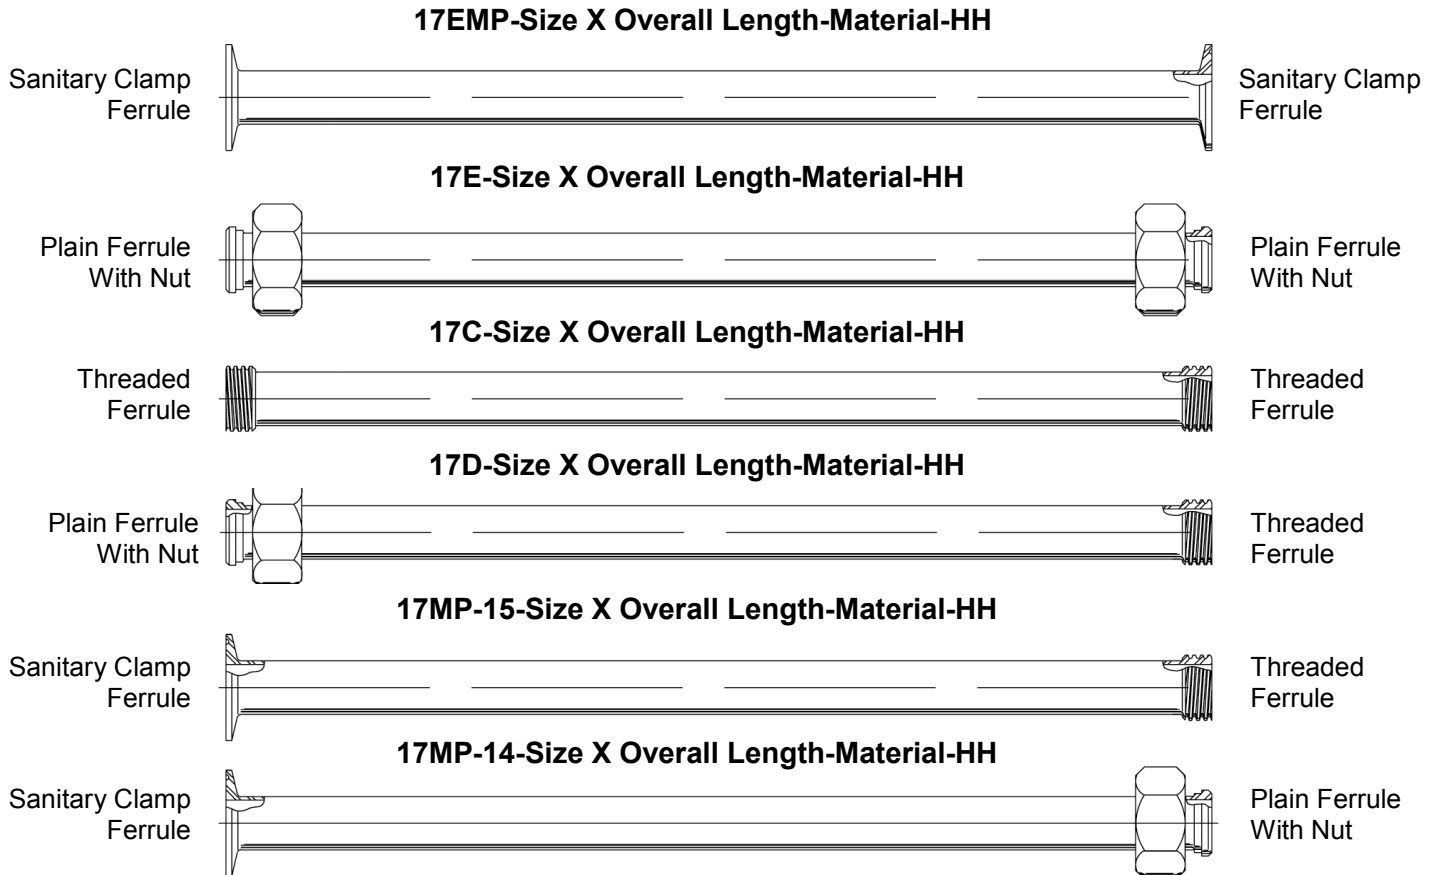 17EMP-Size X Overall Length-Material-HH
Sanitary Clamp
Ferrule
Sanitary Clamp
Ferrule
17E-Size X Overall Length-Material-HH
Plain Ferrule
With Nut
Plain Ferrule
With Nut
17C-Size X Overall Length-Material-HH
Threaded
Ferrule
Threaded
Ferrule
17D-Size X Overall Length-Material-HH
Plain Ferrule
With Nut
Threaded
Ferrule
17MP-15-Size X Overall Length-Material-HH
Sanitary Clamp
Ferrule
Threaded
Ferrule
17MP-14-Size X Overall Length-Material-HH
Sanitary Clamp
Ferrule
Plain Ferrule
With Nut